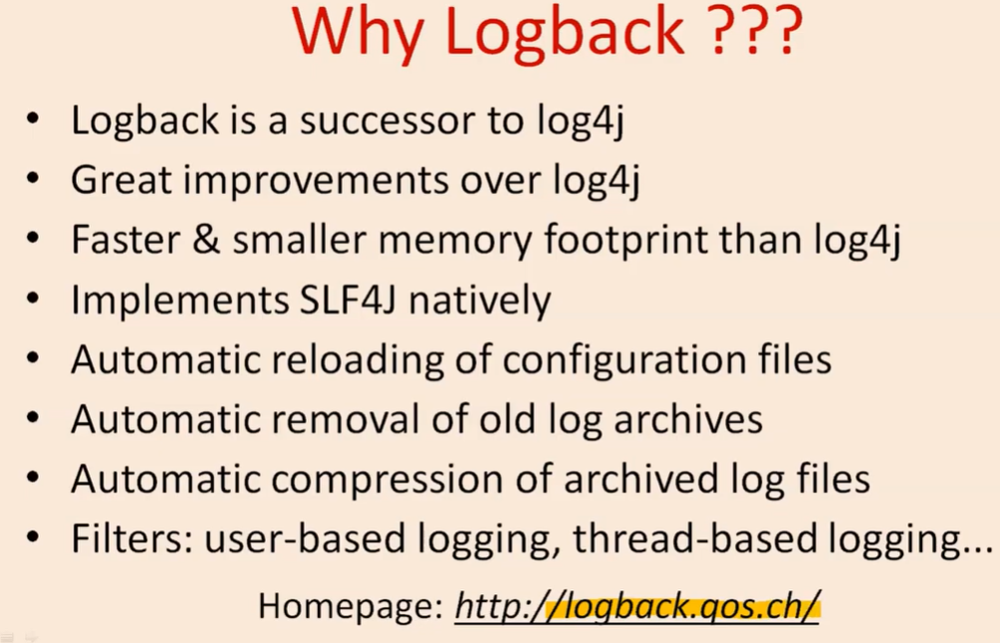 Why Logback ???
• Logback is a successor to log4j
• Great improvements over log4j
• Faster & smaller memory footprint than log4j
• Implements SLF4J natively
• Automatic reloading of configuration files
• Automatic removal of old log archives
• Automatic compression of archived log files
• Filters: user-based logging, thread-based logging...
Homepage: http://logback.qos.ch/